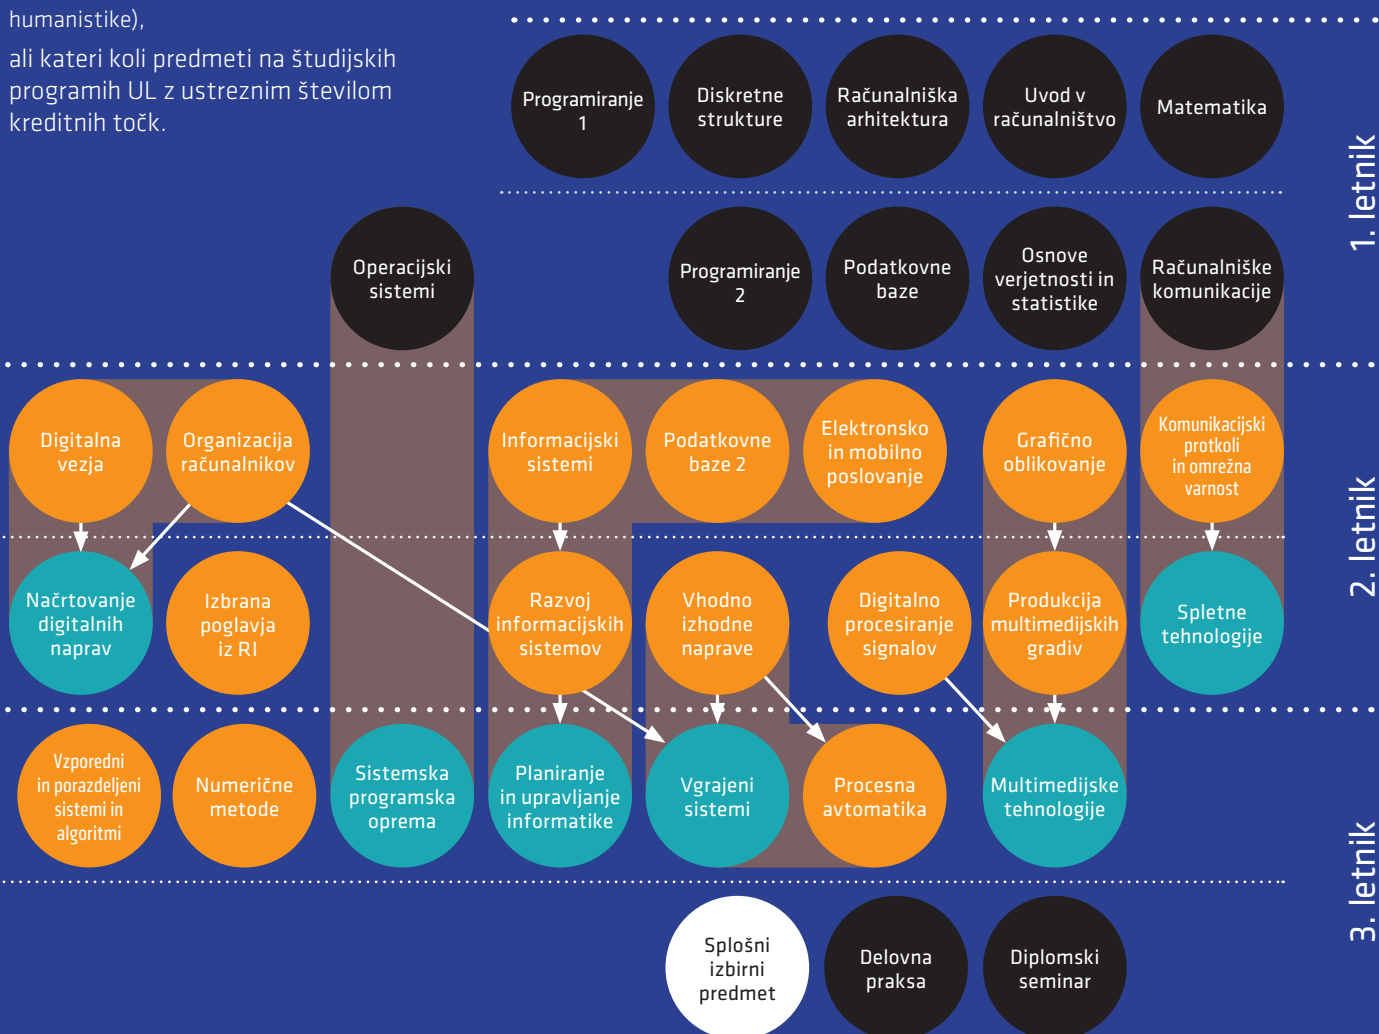 humanistike),
ali kateri koli predmeti na študijskih
programih UL z ustreznim številom
kreditnih točk.
Programiranje
1
Diskretne
strukture
Računalniška
arhitektura
Uvod v
računalništvo
Matematika
1. letnik
Operacijski
sistemi
Programiranje
2
Podatkovne
baze
Osnove
verjetnosti in
statistike
Računalniške
komunikacije
Digitalna
vezja
Organizacija
računalnikov
Informacijski
sistemi
Podatkovne
baze 2
Elektronsko
in mobilno
poslovanje
Grafično
oblikovanje
Komunikacijski
protkoli
in omrežna
varnost
2. letnik
Načrtovanje
digitalnih
naprav
Izbrana
poglavja
iz RI
Razvoj
informacijskih
sistemov
Vhodno
izhodne
naprave
Digitalno
procesiranje
signalov
Produkcija
multimedijskih
gradiv
Spletne
tehnologije
Vzporedni
in porazdeljeni
sistemi in
algoritmi
Numerične
metode
Sistemska
programska
oprema
Planiranje
in upravljanje
informatike
Vgrajeni
sistemi
Procesna
avtomatika
Multimedijske
tehnologije
3. letnik
Splošni
izbirni
predmet
Delovna
praksa
Diplomski
seminar